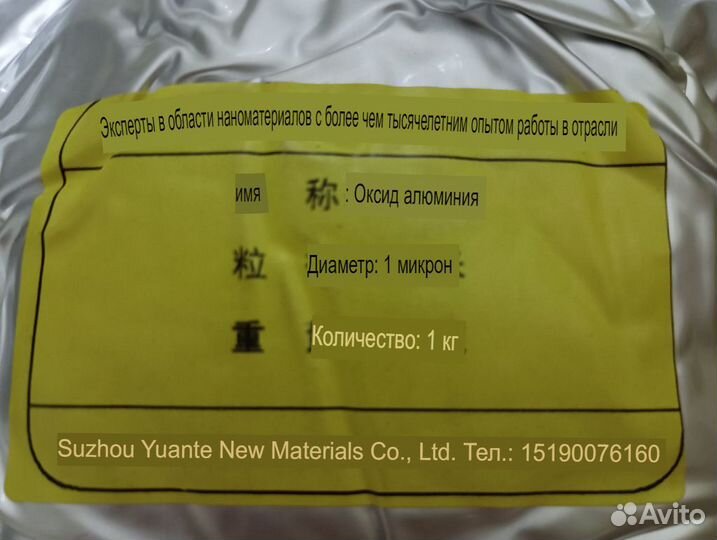 Эксперты в области наноматериалов с более чем тысячелетним опытом работы в отрасли
имя 称 : Оксид алюминия
粒 Диаметр: 1 микрон
重 Количество: 1 кг
Suzhou Yuante New Materials Co., Ltd. Тел.: 15190076160
Avito